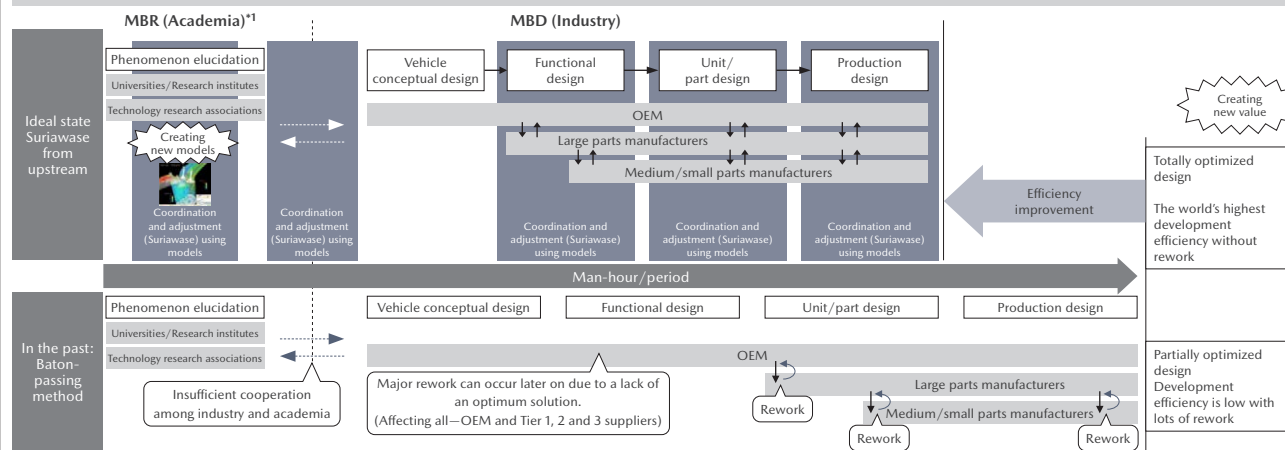 MBR (Academia)*1
MBD (Industry)
Ideal state
Suriawase
from
upstream
Phenomenon elucidation
Universities/Research institutes
Technology research associations
Creating
new models
Coordination
and adjustment
(Suriawase) using
models
Coordination
and adjustment
(Suriawase) using
models
Vehicle
conceptual design
Functional
design
Unit/
part design
Production
design
OEM
Large parts manufacturers
Medium/small parts manufacturers
Coordination and
adjustment (Suriawase)
using models
Coordination and
adjustment (Suriawase)
using models
Coordination and
adjustment (Suriawase)
using models
Efficiency
improvement
Creating
new value
Totally optimized
design
The world's highest
development
efficiency without
rework
Man-hour/period
In the past:
Baton-
passing
method
Phenomenon elucidation
Universities/Research institutes
Technology research associations
Insufficient cooperation
among industry and academia
Vehicle conceptual design
Functional design
Unit/part design
Production design
OEM
Major rework can occur later on due to a lack of
an optimum solution.
(Affecting all—OEM and Tier 1, 2 and 3 suppliers)
Large parts manufacturers
Rework
Medium/small parts manufacturers
Rework
Rework
Partially optimized
design
Development
efficiency is low with
lots of rework